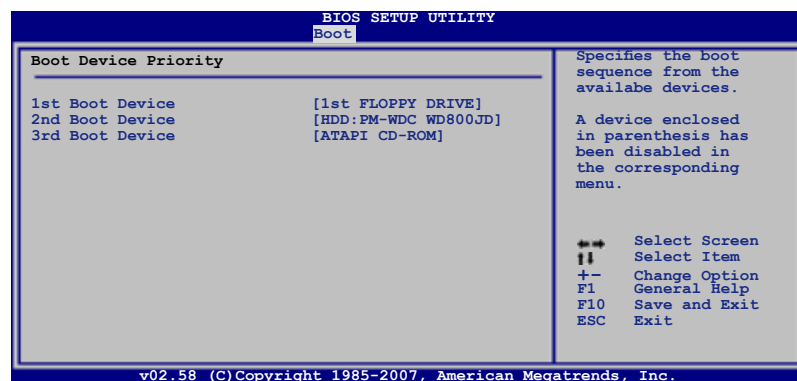 BIOS SETUP UTILITY
Boot
Boot Device Priority
1st Boot Device [1st FLOPPY DRIVE]
2nd Boot Device [HDD:PM-WDC WD800JD]
3rd Boot Device [ATAPI CD-ROM]
Specifies the boot
sequence from the
availabe devices.
A device enclosed
in parenthesis has
been disabled in
the corresponding
menu.
←→ Select Screen
↑↓ Select Item
+- Change Option
F1 General Help
F10 Save and Exit
ESC Exit
v02.58 (C)Copyright 1985-2007, American Megatrends, Inc.